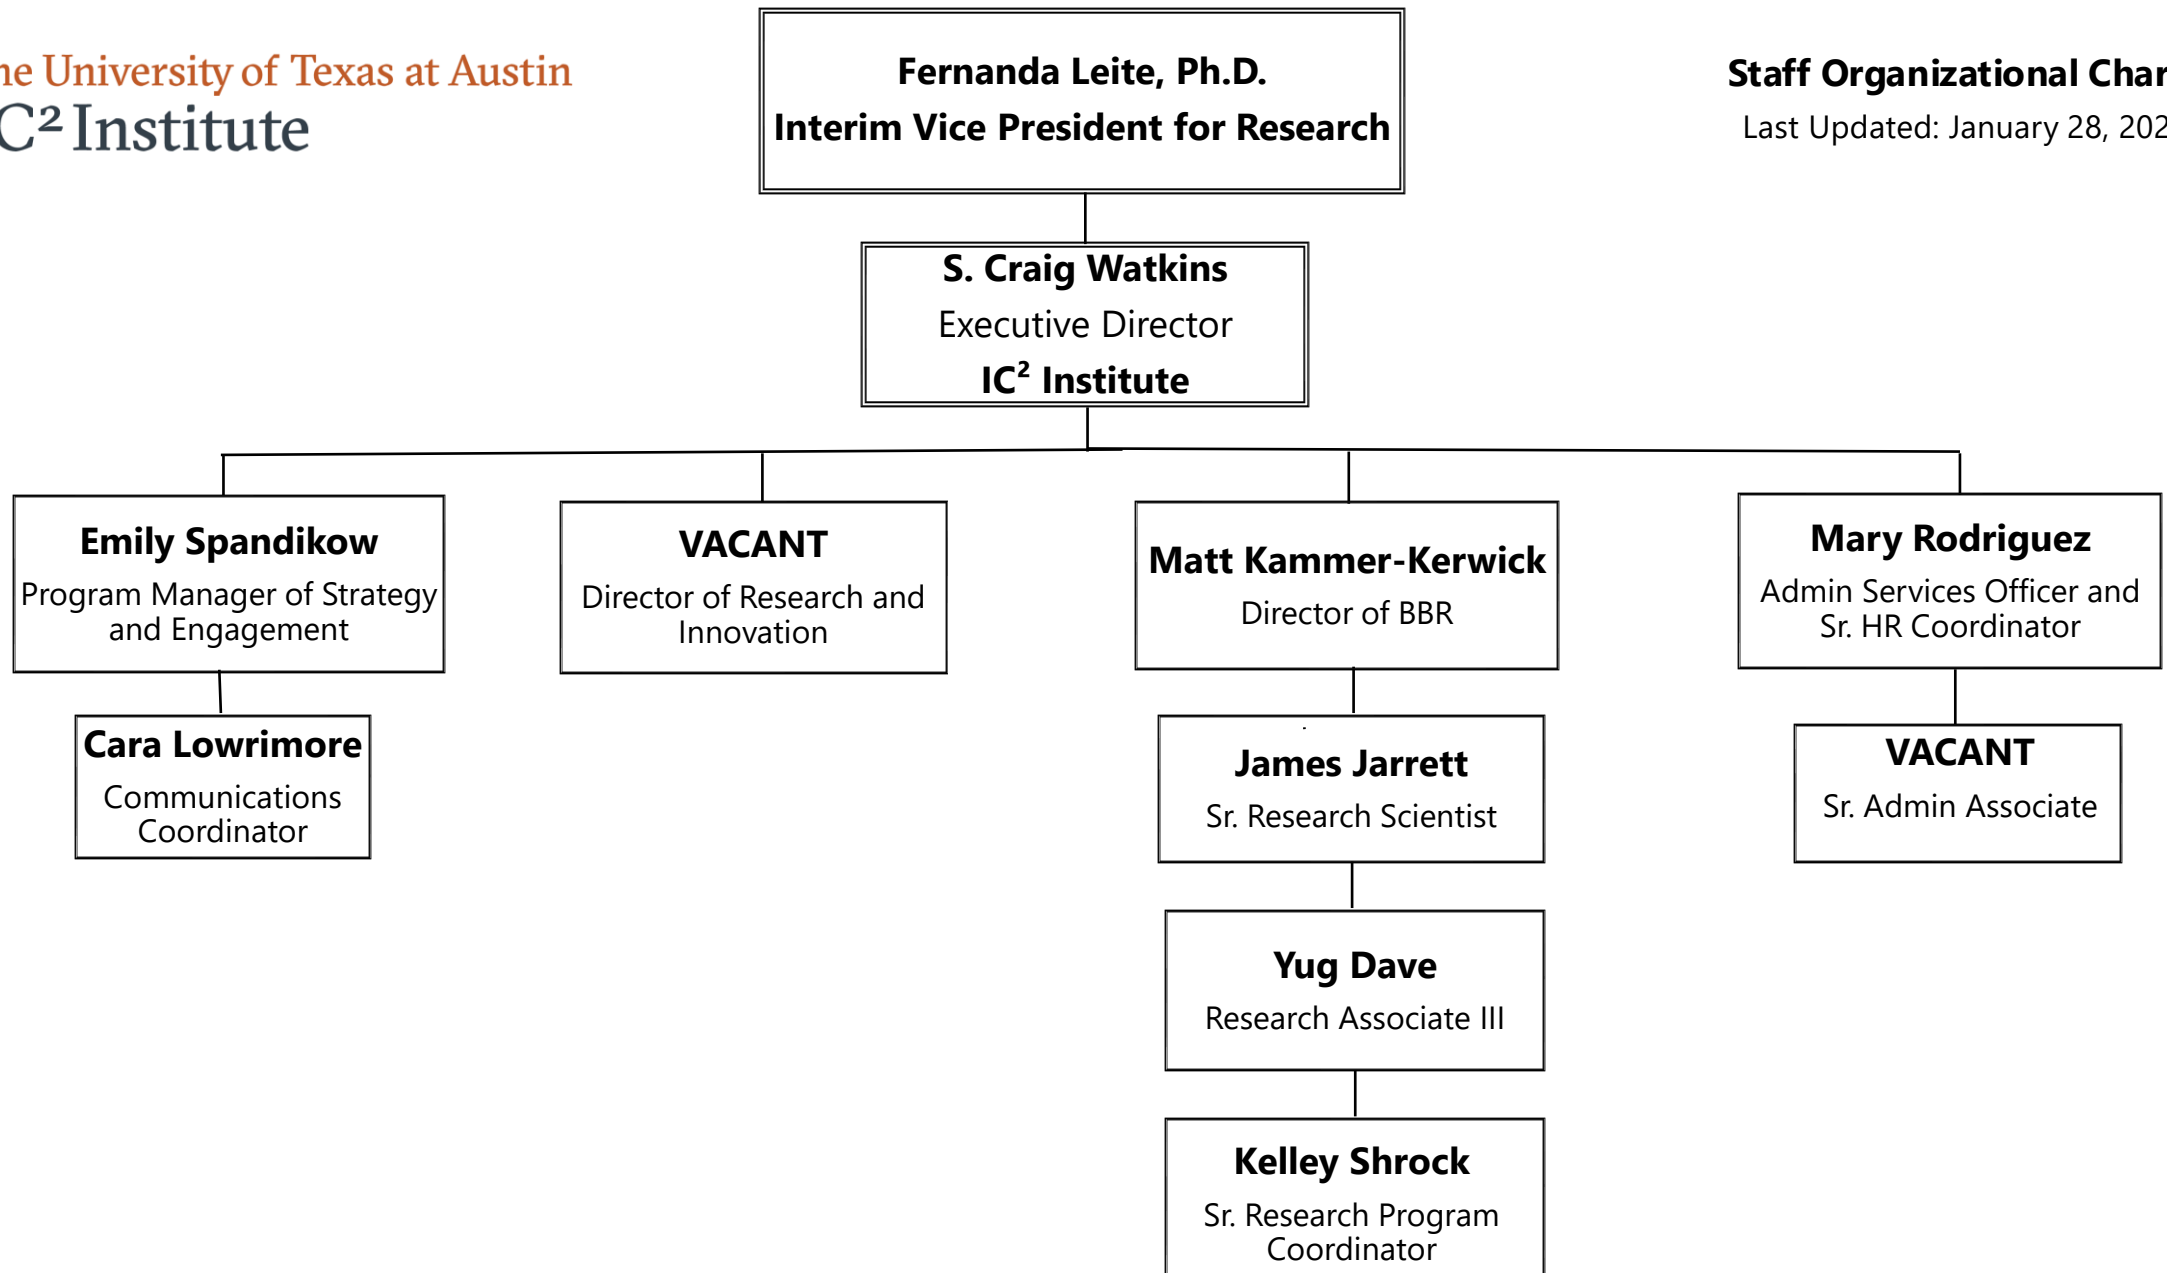 he University of Texas at Austin
C² Institute
Staff Organizational Char
Last Updated: January 28, 202
Fernanda Leite, Ph.D.
Interim Vice President for Research
S. Craig Watkins
Executive Director
IC² Institute
Emily Spandikow
Program Manager of Strategy
and Engagement
VACANT
Director of Research and
Innovation
Matt Kammer-Kerwick
Director of BBR
Mary Rodriguez
Admin Services Officer and
Sr. HR Coordinator
Cara Lowrimore
Communications
Coordinator
James Jarrett
Sr. Research Scientist
VACANT
Sr. Admin Associate
Yug Dave
Research Associate III
Kelley Shrock
Sr. Research Program
Coordinator